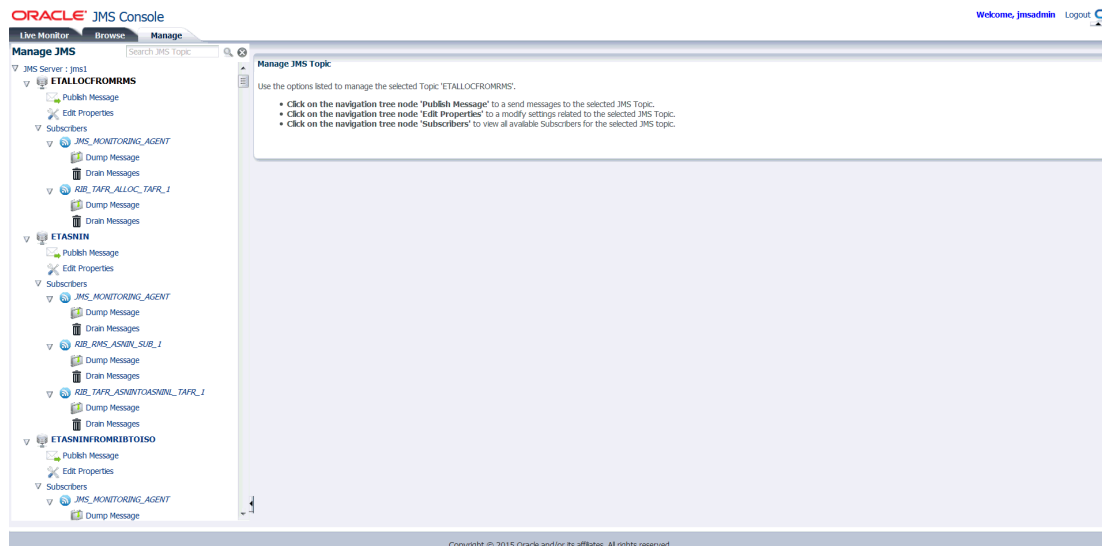 ORACLE JMS Console
Welcome, jmsadmin Logout
Live Monitor Browse Manage
Manage JMS
Search JMS Topic
JMS Server : jms1
ETALLOCFROMRMS
Publish Message
Edit Properties
Subscribers
JMS_MONITORING_AGENT
Dump Message
Drain Messages
RIB_TAFR_ALLOC_TAFR_1
Dump Message
Drain Messages
ETASNIN
Publish Message
Edit Properties
Subscribers
JMS_MONITORING_AGENT
Dump Message
Drain Messages
RIB_RMS_ASNIN_SUB_1
Dump Message
Drain Messages
RIB_TAFR_ASNINTOASNINL_TAFR_1
Dump Message
Drain Messages
ETASNINFROMRIBTOISO
Publish Message
Edit Properties
Subscribers
JMS_MONITORING_AGENT
Dump Message
Manage JMS Topic
Use the options listed to manage the selected Topic 'ETALLOCFROMRMS'.
• Click on the navigation tree node 'Publish Message' to a send messages to the selected JMS Topic.
• Click on the navigation tree node 'Edit Properties' to a modify settings related to the selected JMS Topic.
• Click on the navigation tree node 'Subscribers' to view all available Subscribers for the selected JMS topic.
Copyright © 2015 Oracle and/or its affiliates. All rights reserved